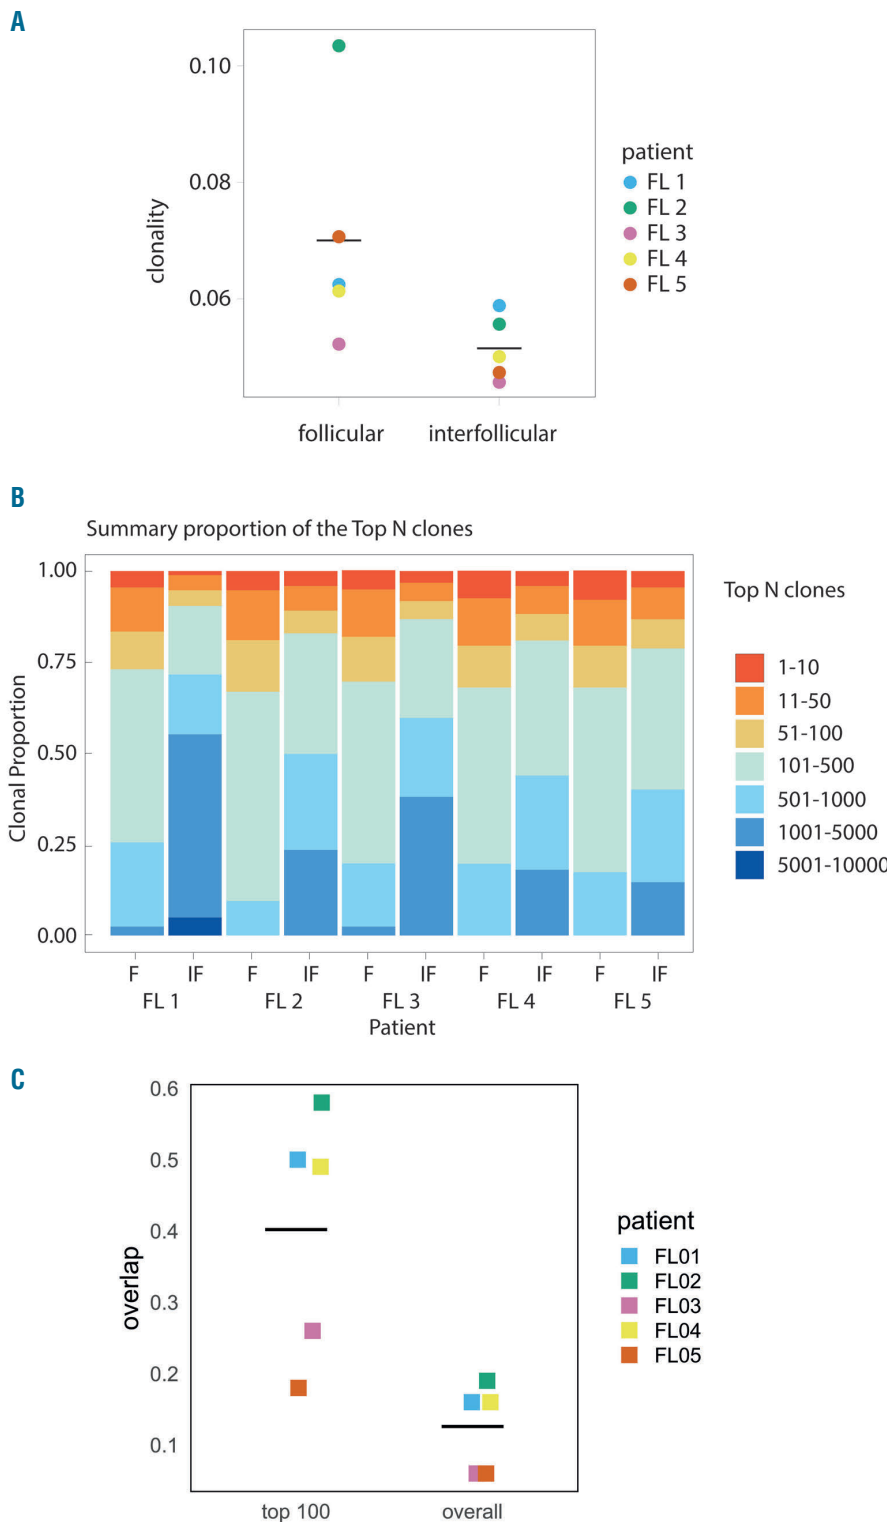 A
0.10
0.08
0.06
clonality
follicular interfollicular
patient
FL 1
FL 2
FL 3
FL 4
FL 5
B
Summary proportion of the Top N clones
1.00
0.75
0.50
0.25
0.00
Clonal Proportion
F IF F IF F IF F IF F IF
FL 1 FL 2 FL 3 FL 4 FL 5
Patient
Top N clones
1-10
11-50
51-100
101-500
501-1000
1001-5000
5001-10000
C
0.6
0.5
0.4
0.3
0.2
0.1
overlap
top 100 overall
patient
FL01
FL02
FL03
FL04
FL05